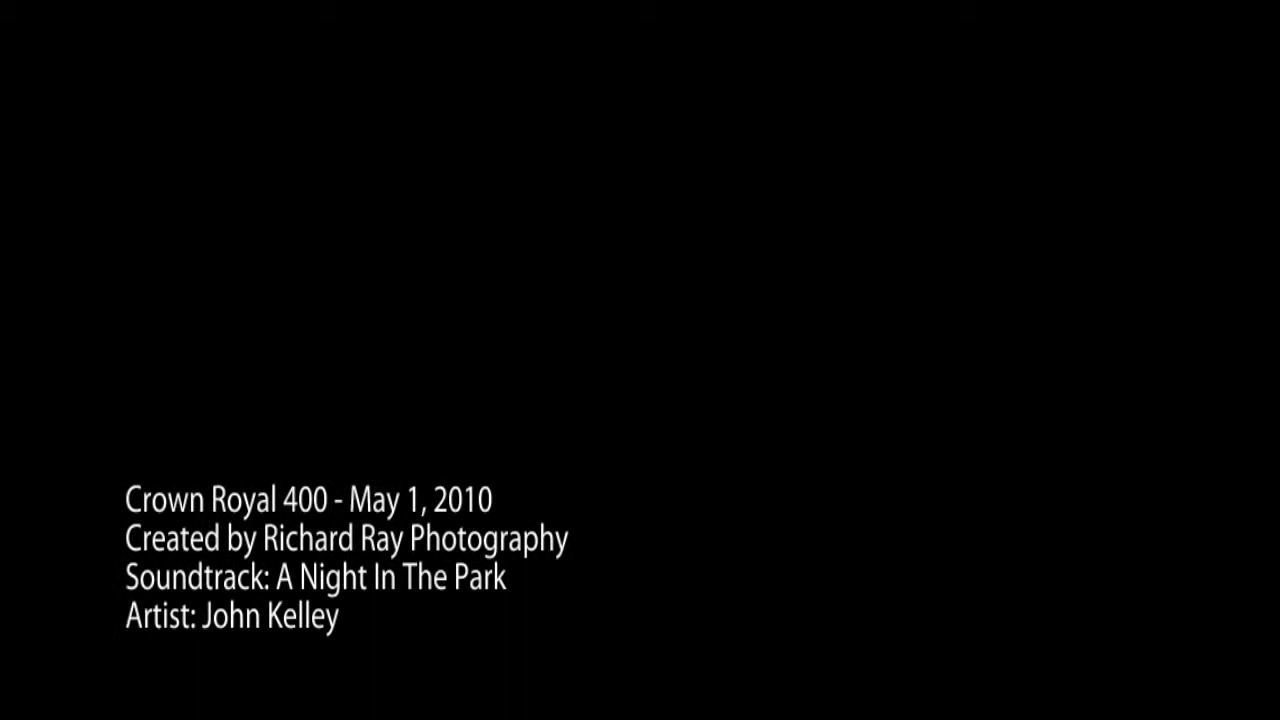 Crown Royal 400 - May 1, 2010
Created by Richard Ray Photography
Soundtrack: A Night In The Park
Artist: John Kelley